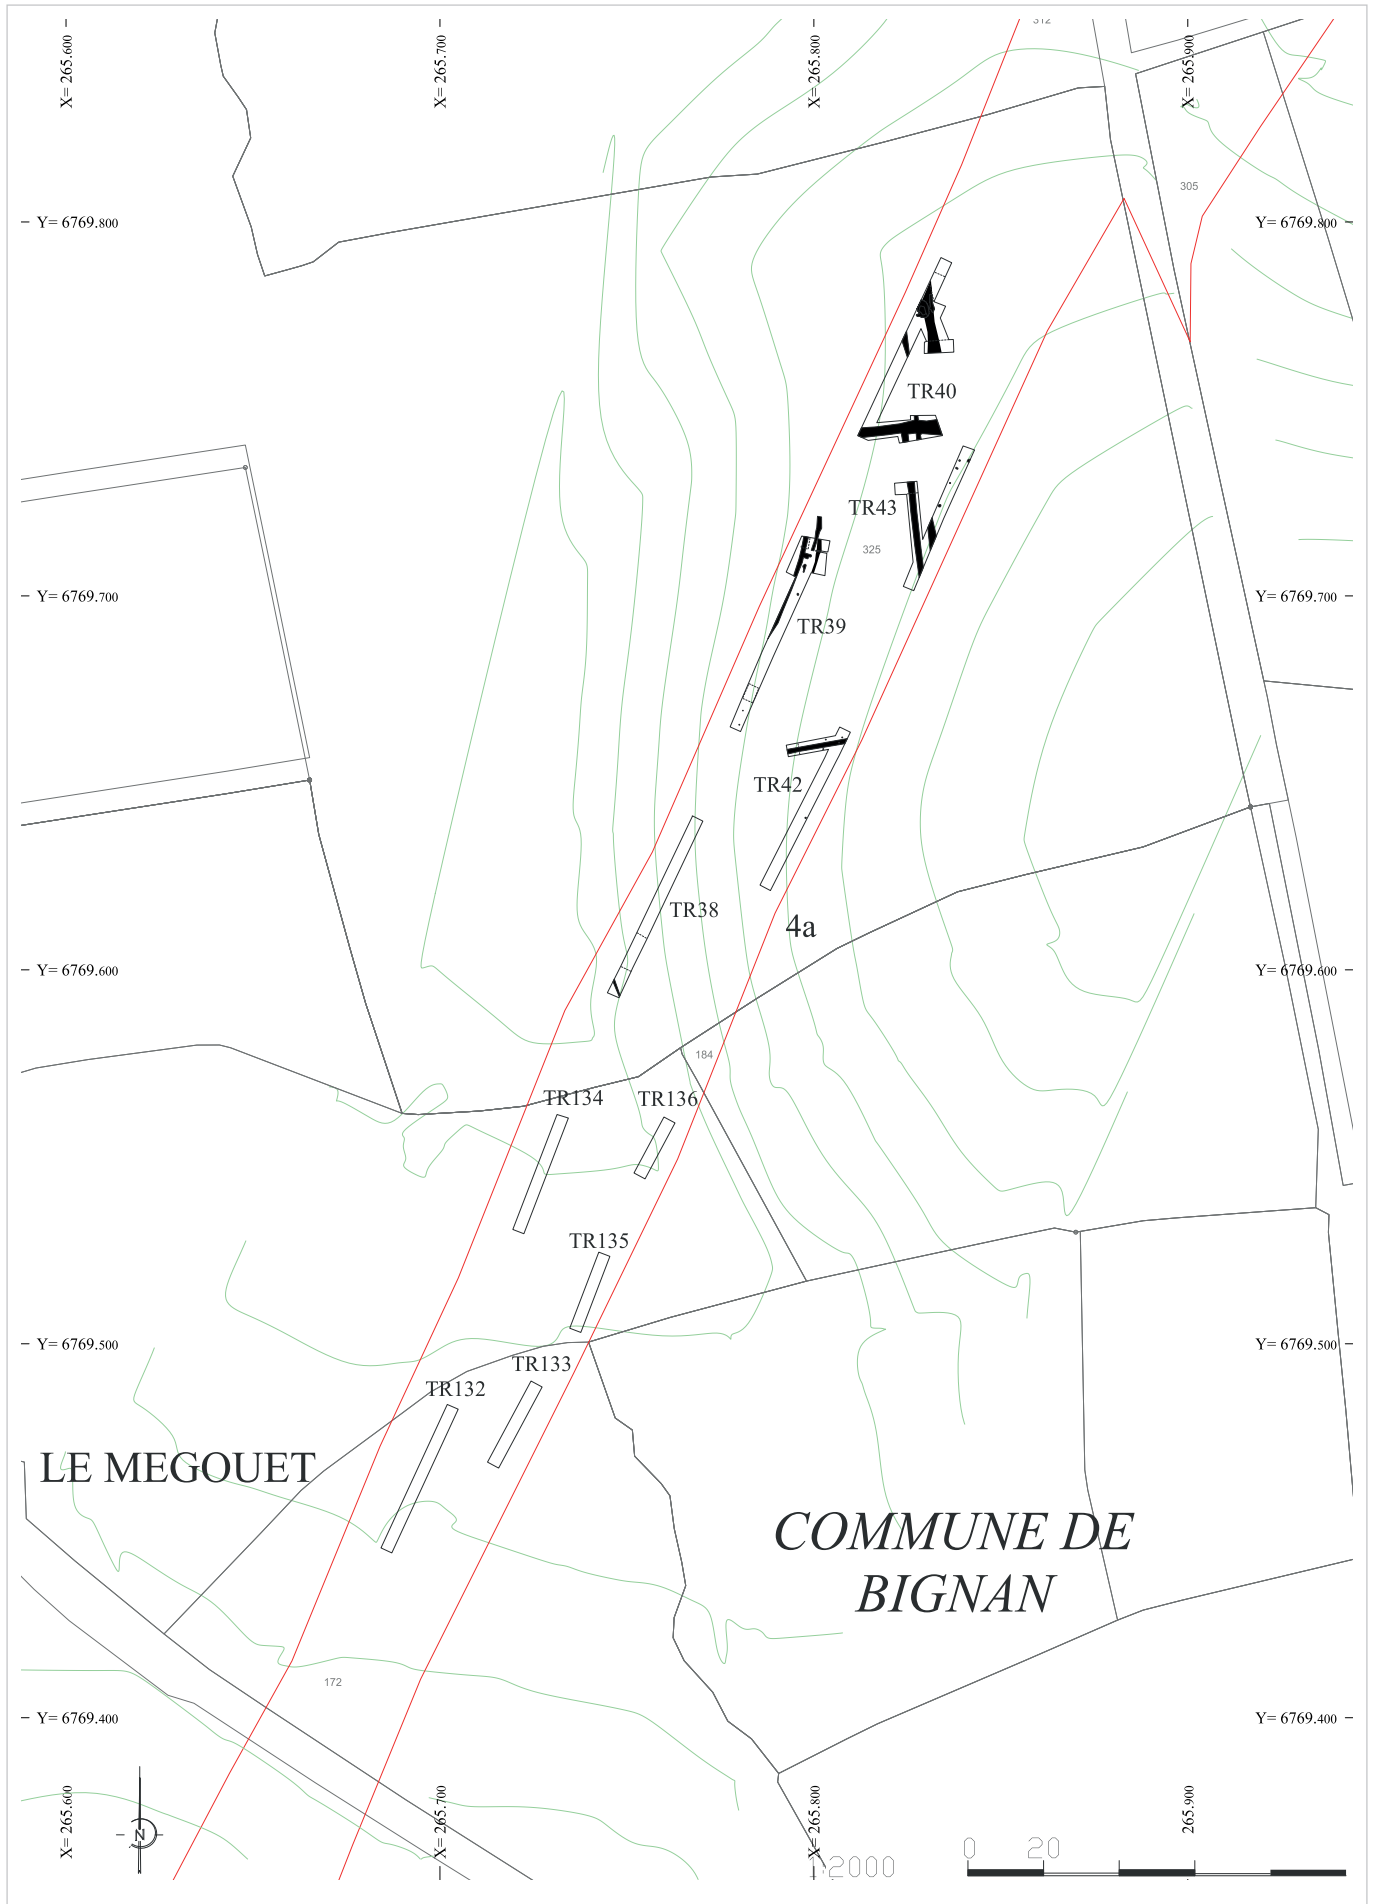 312
X= 265.600
X= 265.700
X= 265.800
X= 265.900
305
Y= 6769.800
Y= 6769.800
TR40
TR43
325
Y= 6769.700
Y= 6769.700
TR39
TR42
TR38
4a
Y= 6769.600
Y= 6769.600
184
TR134
TR136
TR135
Y= 6769.500
Y= 6769.500
TR133
TR132
LE MEGOUET
COMMUNE DE
BIGNAN
172
Y= 6769.400
Y= 6769.400
X= 265.600
X= 265.700
X= 265.800
265.900
N
0 20
1:2000